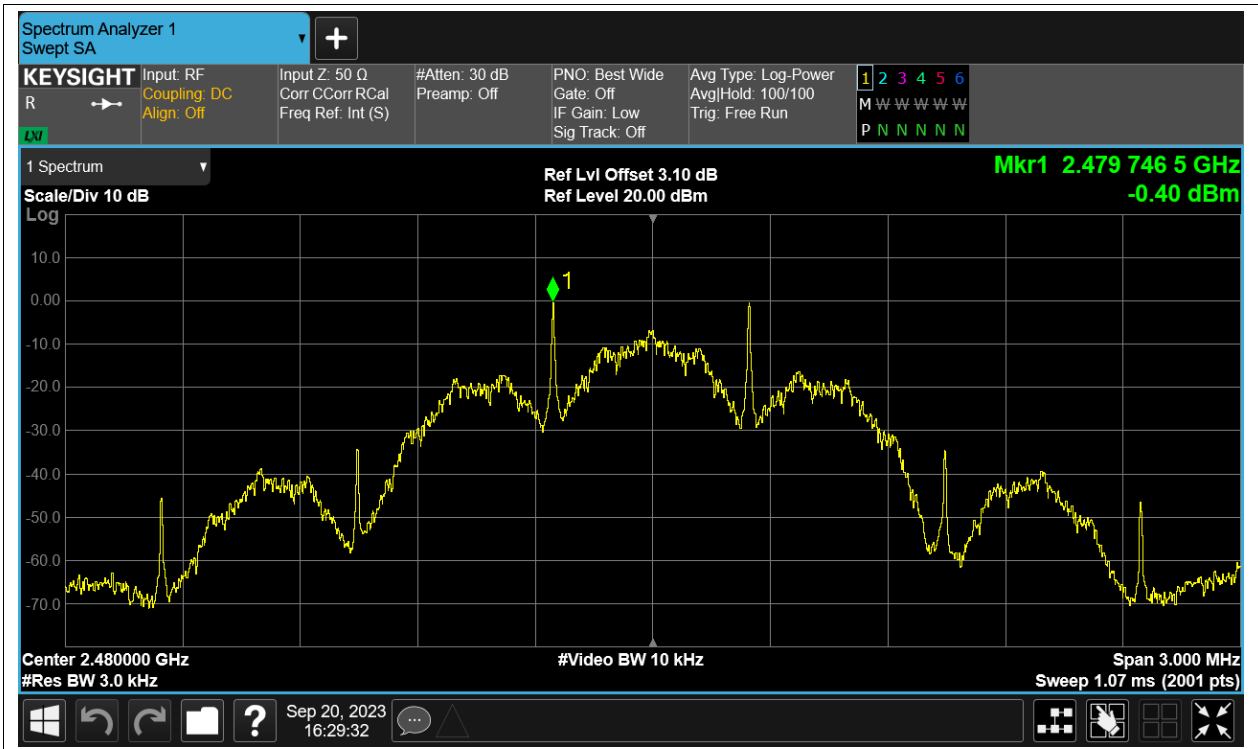 Spectrum Analyzer 1
Swept SA
+
KEYSIGHT
R
LXI
Input: RF
Coupling: DC
Align: Off
Input Z: 50 Ω
Corr CCorr RCal
Freq Ref: Int (S)
#Atten: 30 dB
Preamp: Off
PNO: Best Wide
Gate: Off
IF Gain: Low
Sig Track: Off
Avg Type: Log-Power
Avg|Hold: 100/100
Trig: Free Run
1 2 3 4 5 6
M W W W W W
P N N N N N
1 Spectrum
Scale/Div 10 dB
Log
Ref Lvl Offset 3.10 dB
Ref Level 20.00 dBm
Mkr1 2.479 746 5 GHz
-0.40 dBm
1
10.0
0.00
-10.0
-20.0
-30.0
-40.0
-50.0
-60.0
-70.0
Center 2.480000 GHz
#Res BW 3.0 kHz
#Video BW 10 kHz
Span 3.000 MHz
Sweep 1.07 ms (2001 pts)
?
Sep 20, 2023
16:29:32